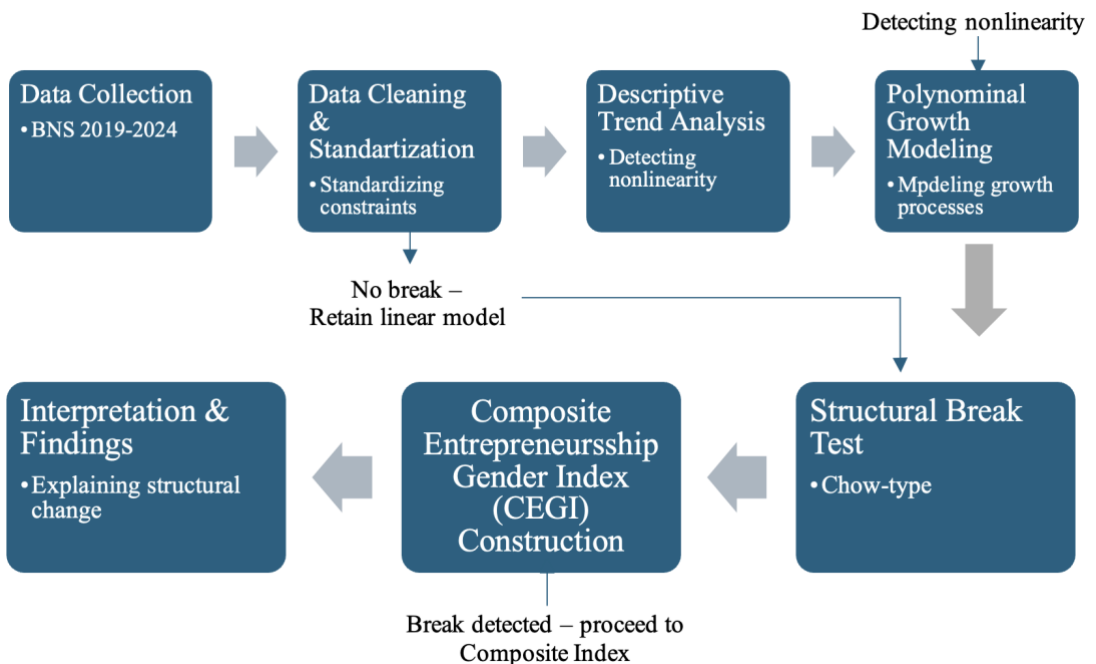 Detecting nonlinearity
Data Collection
•BNS 2019-2024
Data Cleaning
&
Standartization
•Standardizing
constraints
Descriptive
Trend Analysis
•Detecting
nonlinearity
Polynominal
Growth
Modeling
•Mpdeling growth
processes
No break –
Retain linear model
Interpretation &
Findings
•Explaining structural
change
Composite
Entrepreneursship
Gender Index
(CEGI)
Construction
Structural Break
Test
•Chow-type
Break detected – proceed to
Composite Index